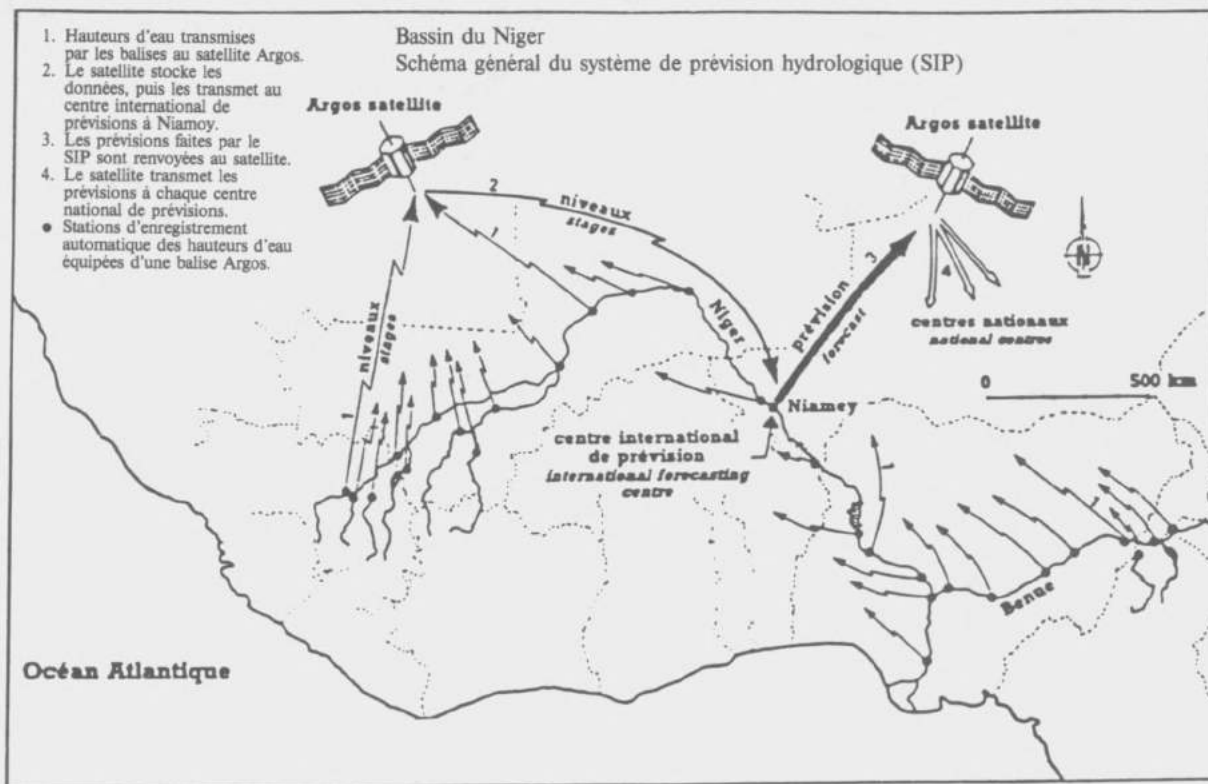 1. Hauteurs d'eau transmises
par les balises au satellite Argos.
2. Le satellite stocke les
données, puis les transmet au
centre international de
prévisions à Niamoy.
3. Les prévisions faites par le
SIP sont renvoyées au satellite.
4. Le satellite transmet les
prévisions à chaque centre
national de prévisions.
● Stations d'enregistrement
automatique des hauteurs d'eau
équipées d'une balise Argos.
Bassin du Niger
Schéma général du système de prévision hydrologique (SIP)
Argos satellite
Argos satellite
2
niveaux
stages
1
niveaux
stages
1
Niger
prévision
forecast
3
4
N
centres nationaux
national centres
0 500 km
Niamey
centre international
de prévision
international forecasting
centre
1
1
Benue
Océan Atlantique